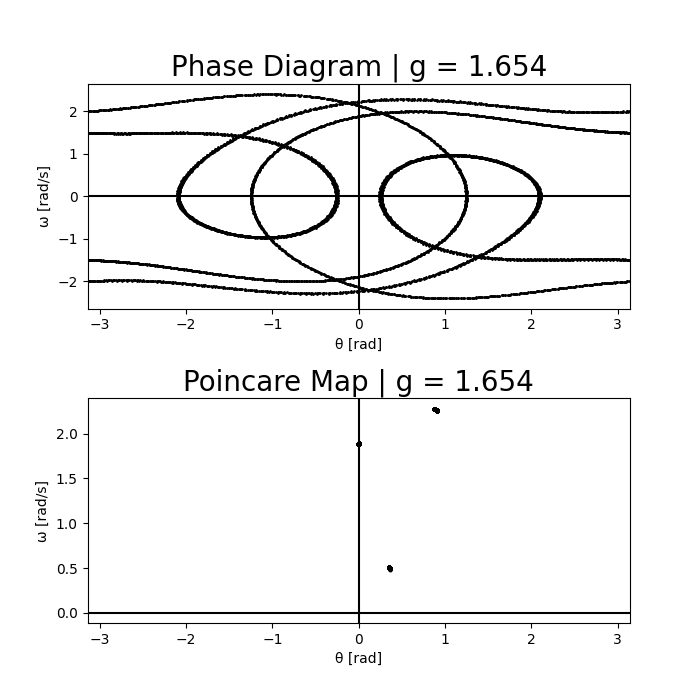 Phase Diagram | g = 1.654
2
1
0
−1
−2
ω [rad/s]
−3 −2 −1 0 1 2 3
θ [rad]
Poincare Map | g = 1.654
2.0
1.5
1.0
0.5
0.0
ω [rad/s]
−3 −2 −1 0 1 2 3
θ [rad]